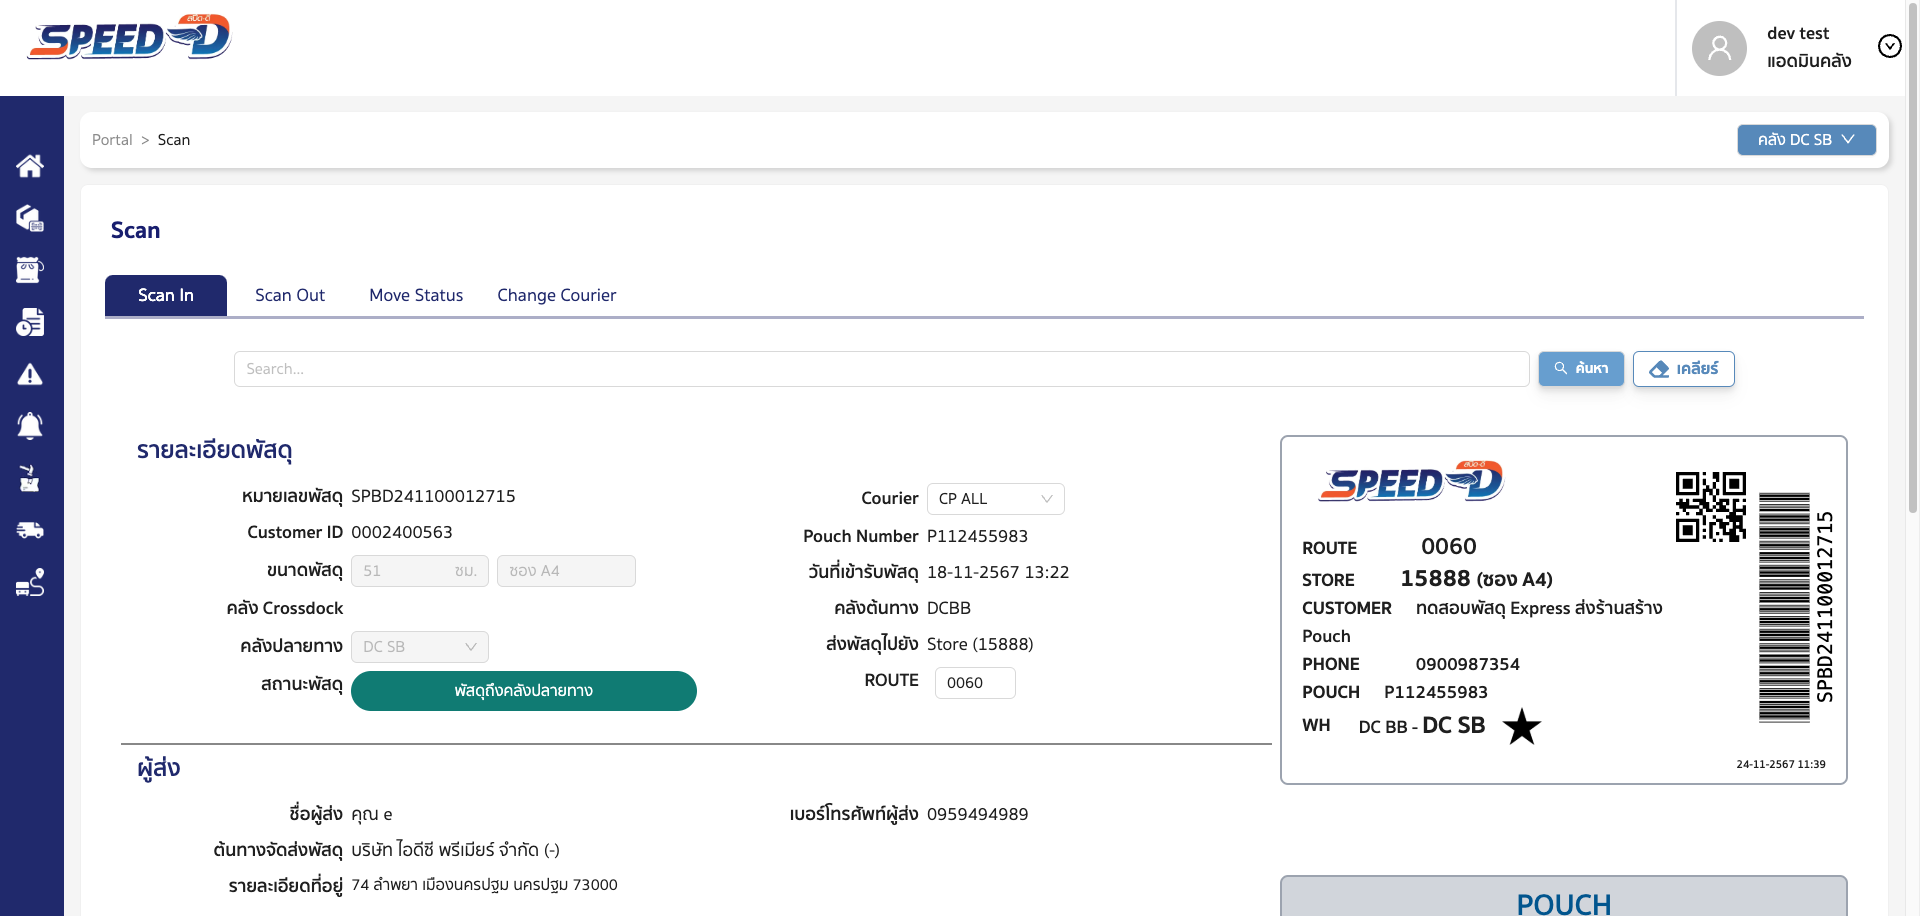 SPEED-D สปีด-ดี
dev test
แอดมินคลัง
Portal > Scan
คลัง DC SB
Scan
Scan In
Scan Out
Move Status
Change Courier
Search...
ค้นหา
เคลียร์
รายละเอียดพัสดุ
หมายเลขพัสดุ SPBD241100012715
Customer ID 0002400563
ขนาดพัสดุ 51 ซม. ซอง A4
คลัง Crossdock
คลังปลายทาง DC SB
สถานะพัสดุ พัสดุถึงคลังปลายทาง
Courier CP ALL
Pouch Number P112455983
วันที่เข้ารับพัสดุ 18-11-2567 13:22
คลังต้นทาง DCBB
ส่งพัสดุไปยัง Store (15888)
ROUTE 0060
ผู้ส่ง
ชื่อผู้ส่ง คุณ e
เบอร์โทรศัพท์ผู้ส่ง 0959494989
ต้นทางจัดส่งพัสดุ บริษัท ไอดีซี พรีเมียร์ จำกัด (-)
รายละเอียดที่อยู่ 74 ลำพยา เมืองนครปฐม นครปฐม 73000
SPEED-D สปีด-ดี
ROUTE 0060
STORE 15888 (ซอง A4)
CUSTOMER ทดสอบพัสดุ Express ส่งร้านสร้าง
Pouch
PHONE 0900987354
POUCH P112455983
WH DC BB - DC SB
SPBD241100012715
24-11-2567 11:39
POUCH